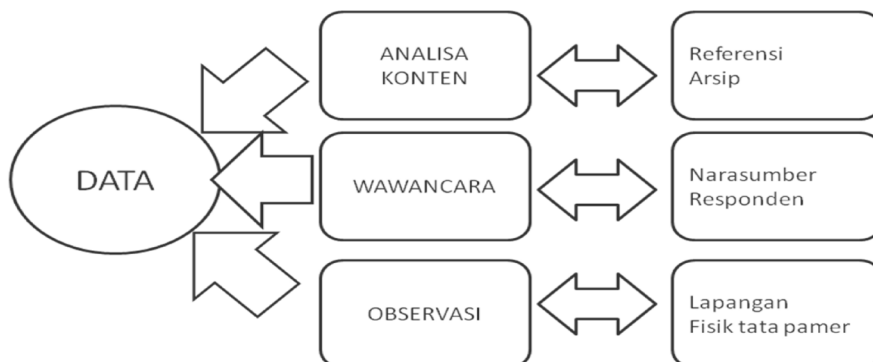 ANALISA
KONTEN
Referensi
Arsip
DATA
WAWANCARA
Narasumber
Responden
OBSERVASI
Lapangan
Fisik tata pamer